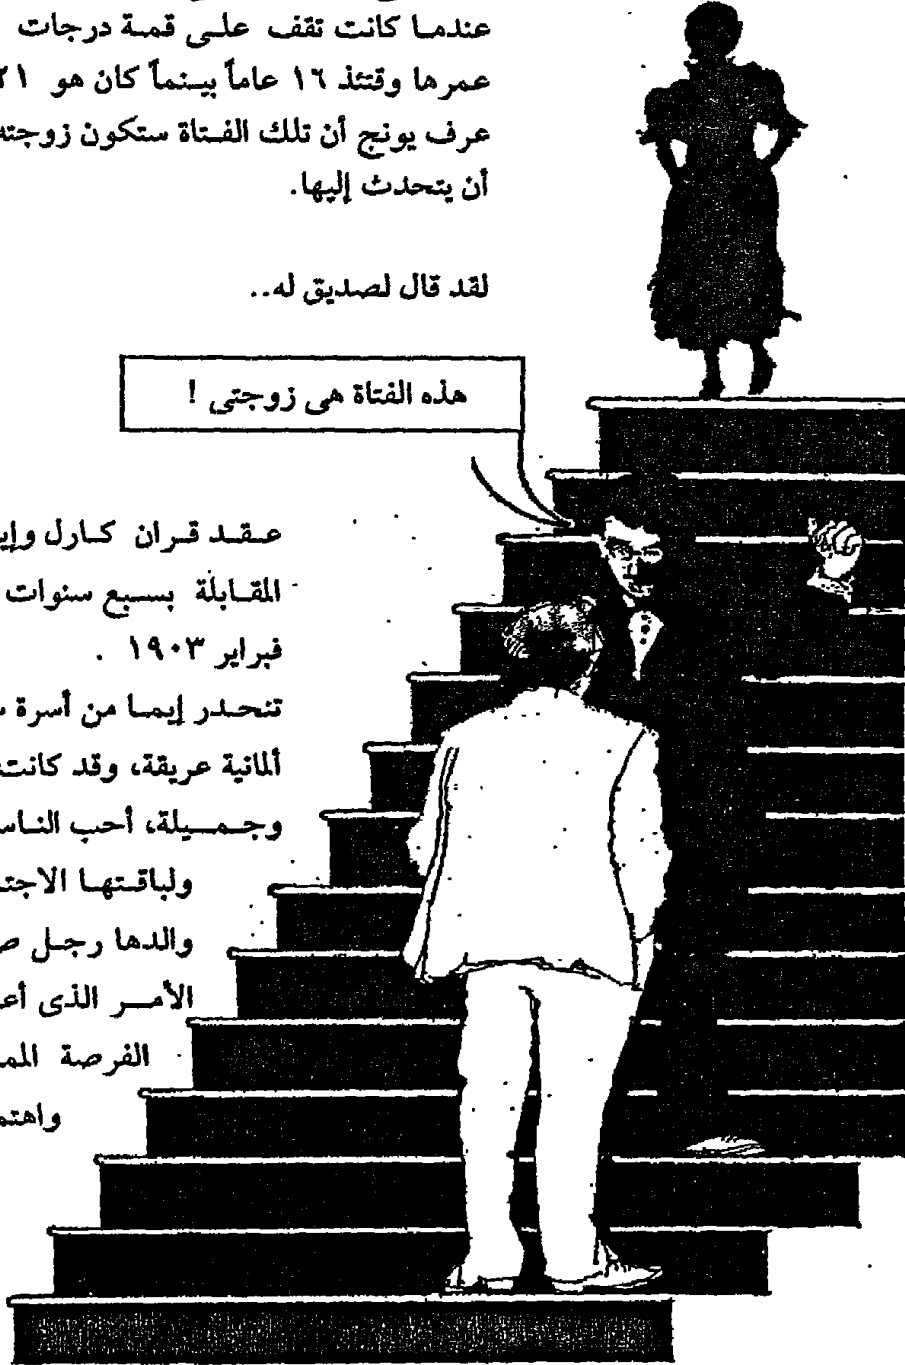 عندما كانت تقف على قمة درجات
عمرها وقتئذ ١٦ عاماً بينماً كان هو ٢١
عرف يونج أن تلك الفتاة ستكون زوجته
أن يتحدث إليها.
لقد قال لصديق له..
هذه الفتاة هى زوجتى !
عقد قران كارل وإي
المقابلة بسبع سنوات
فبراير ١٩٠٣ .
تنحدر إيما من أسرة
ألمانية عريقة، وقد كانت
وجميلة، أحب الناس
ولباقتها الاجت
والدها رجل
الأمر الذى أع
الفرصة المم
واهتم